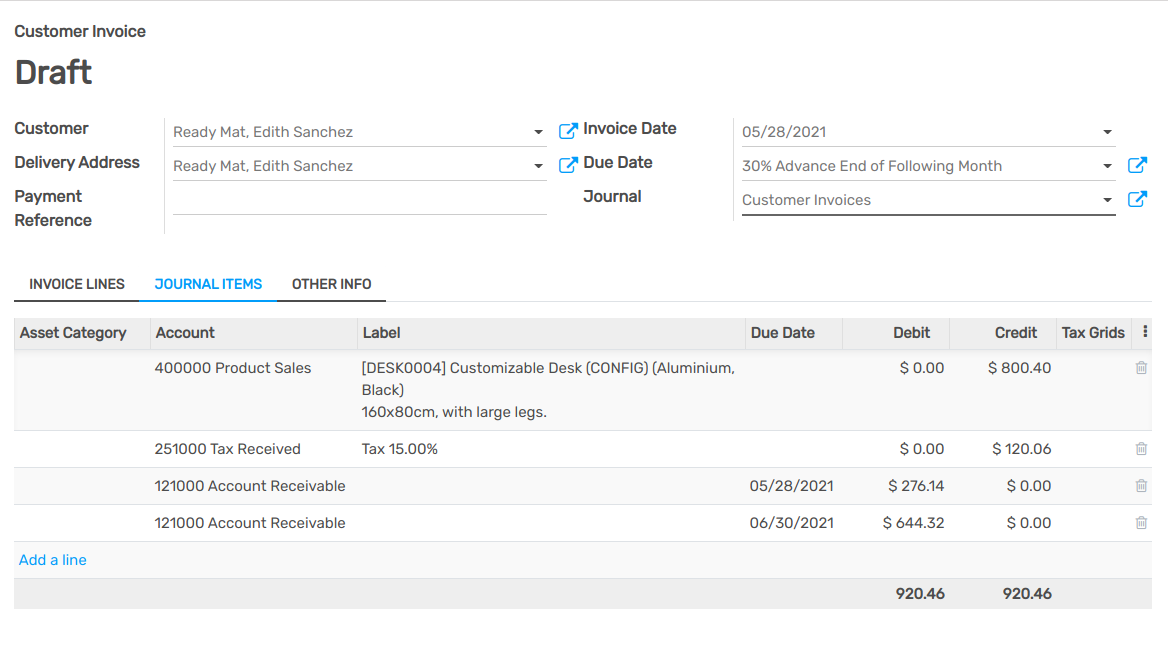 Customer Invoice
Draft
Customer
Ready Mat, Edith Sanchez
Invoice Date
05/28/2021
Delivery Address
Ready Mat, Edith Sanchez
Due Date
30% Advance End of Following Month
Payment
Reference
Journal
Customer Invoices
INVOICE LINES JOURNAL ITEMS OTHER INFO
Asset Category Account Label Due Date Debit Credit Tax Grids
400000 Product Sales [DESK0004] Customizable Desk (CONFIG) (Aluminium, $ 0.00 $ 800.40
Black)
160x80cm, with large legs.
251000 Tax Received Tax 15.00% $ 0.00 $ 120.06
121000 Account Receivable 05/28/2021 $ 276.14 $ 0.00
121000 Account Receivable 06/30/2021 $ 644.32 $ 0.00
Add a line
920.46 920.46